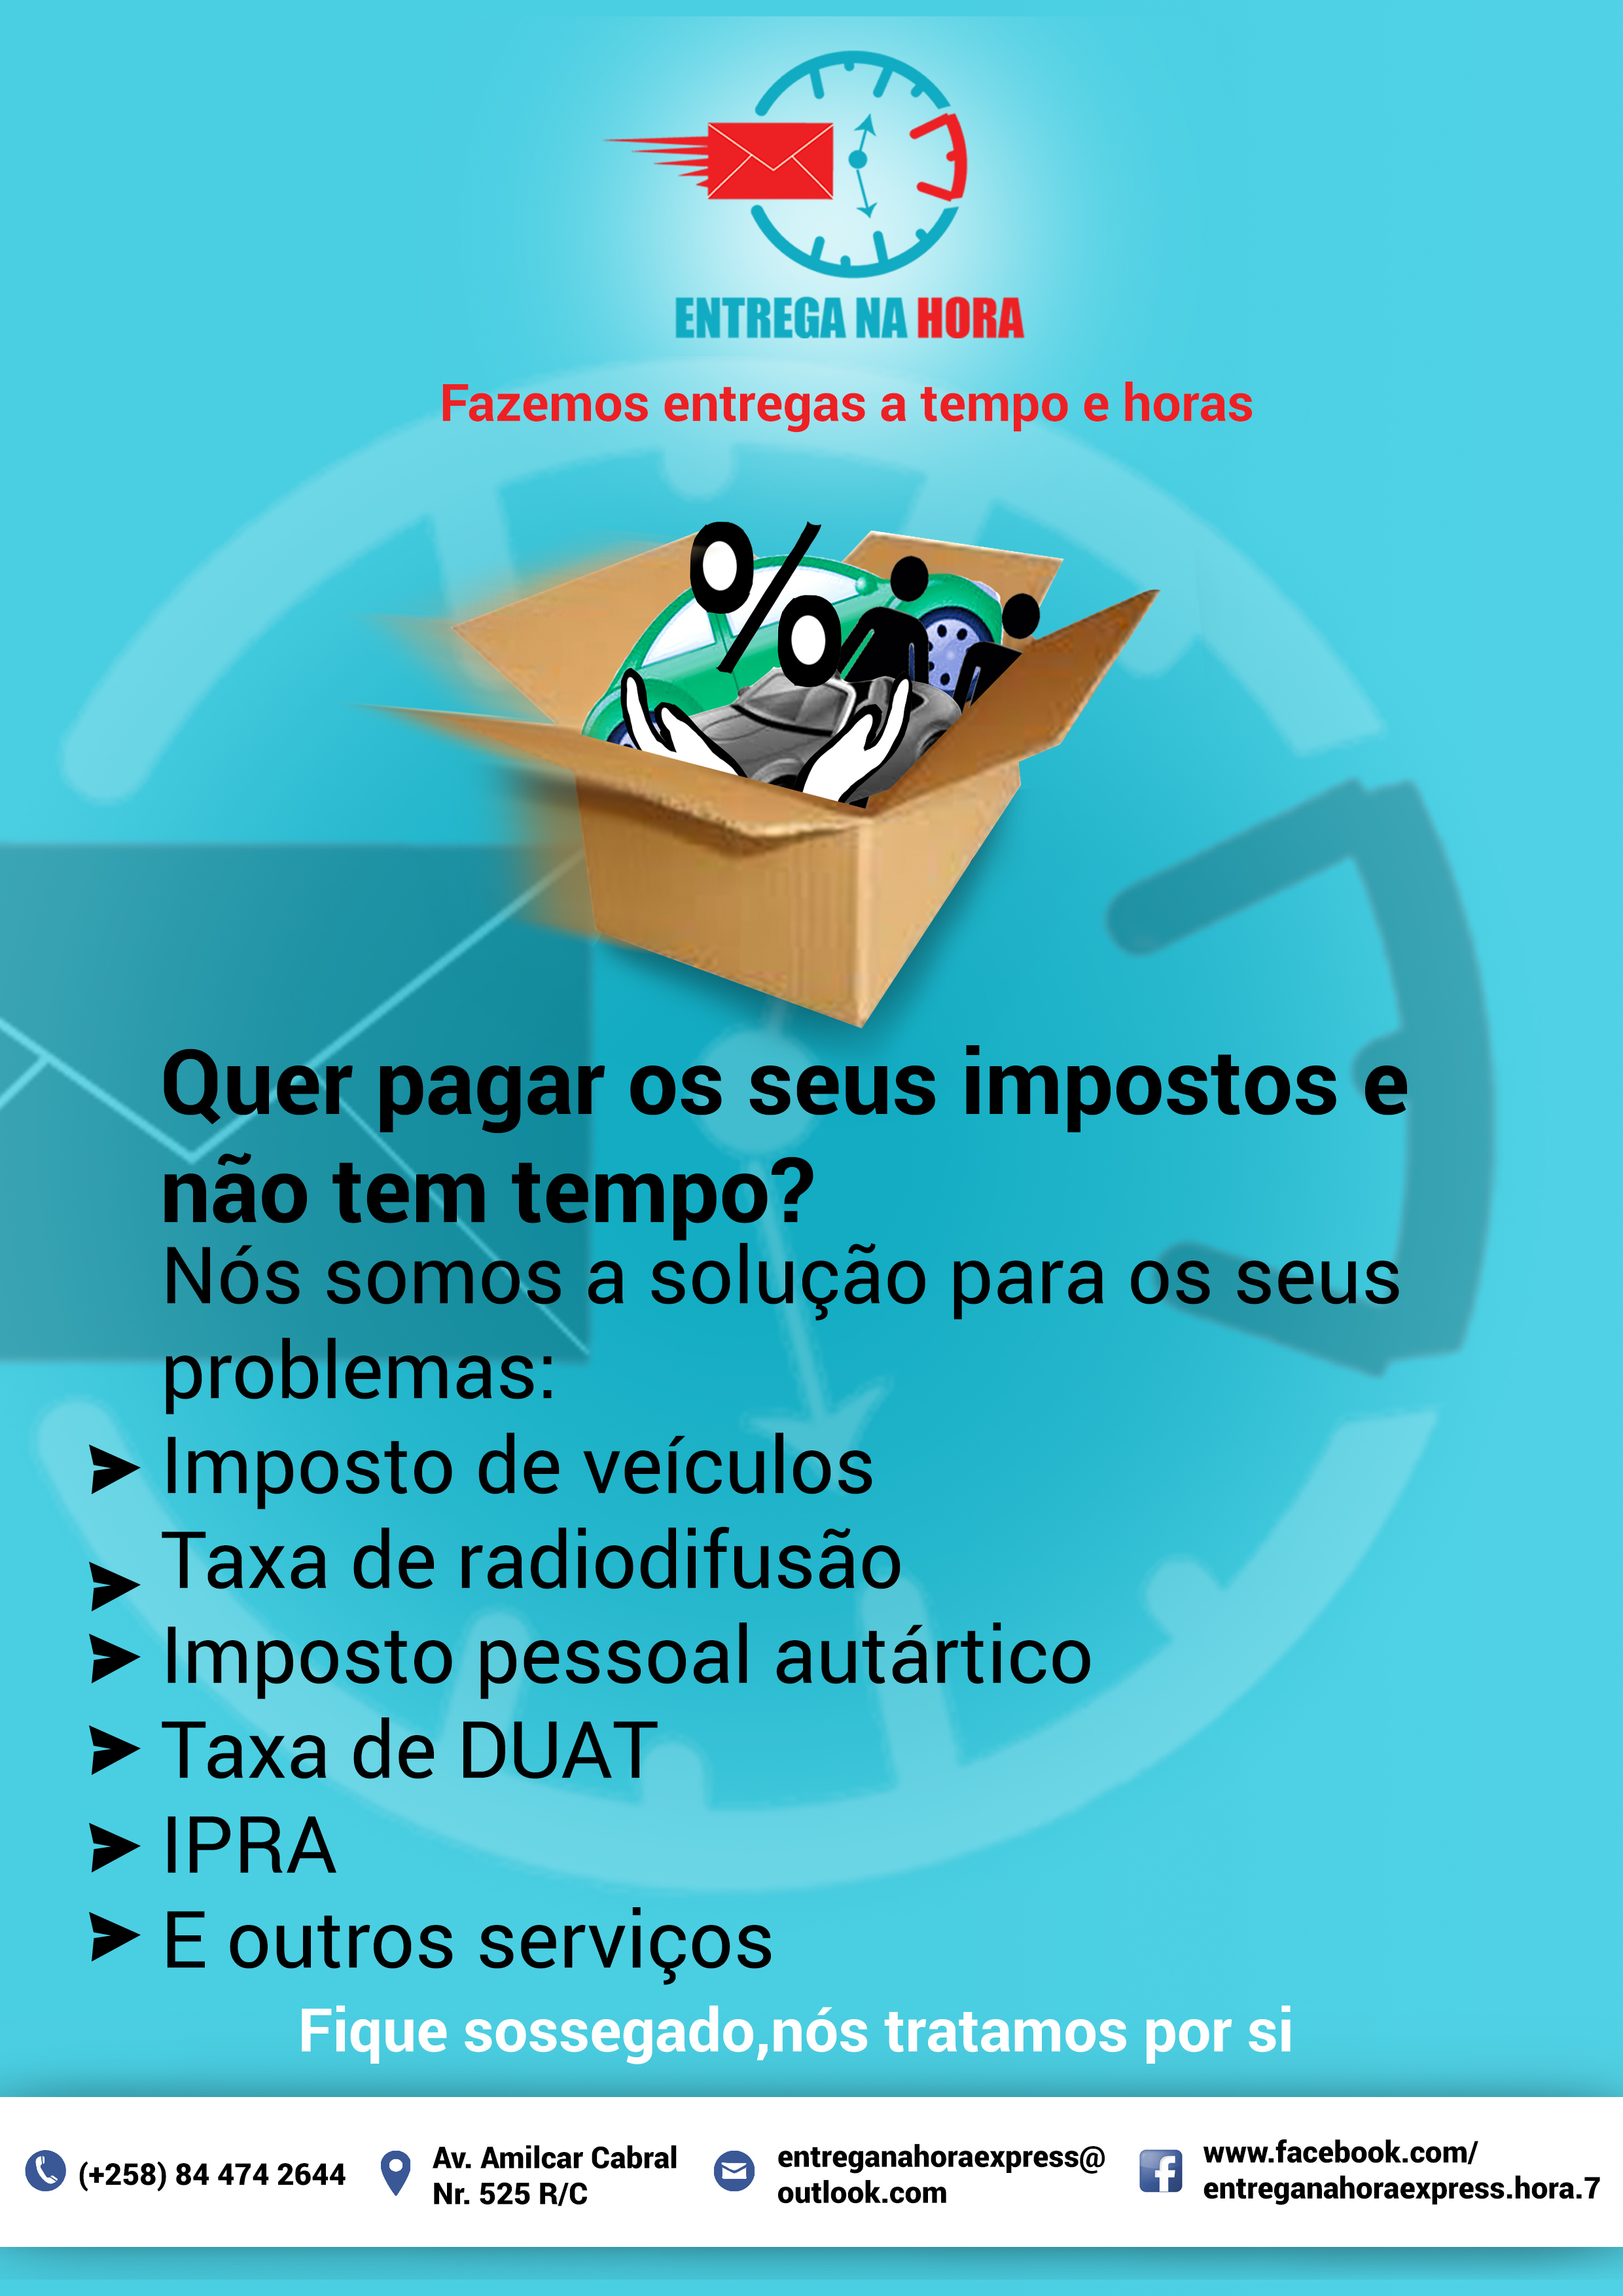 ENTREGA NA HORA
Fazemos entregas a tempo e horas
%
Quer pagar os seus impostos e
não tem tempo?
Nós somos a solução para os seus
problemas:
Imposto de veículos
Taxa de radiodifusão
Imposto pessoal autártico
Taxa de DUAT
IPRA
E outros serviços
Fique sossegado,nós tratamos por si
(+258) 84 474 2644
Av. Amilcar Cabral
Nr. 525 R/C
entreganahoraexpress@
outlook.com
www.facebook.com/
entreganahoraexpress.hora.7